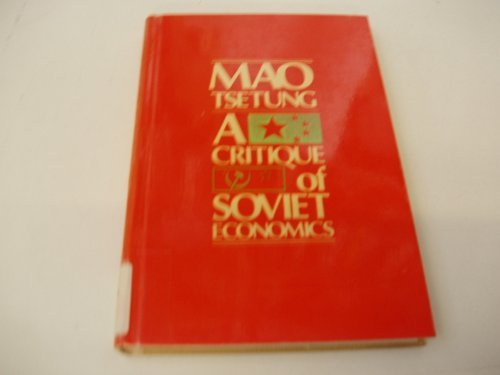 MAO
TSETUNG
A
CRITIQUE
of
SOVIET
ECONOMICS